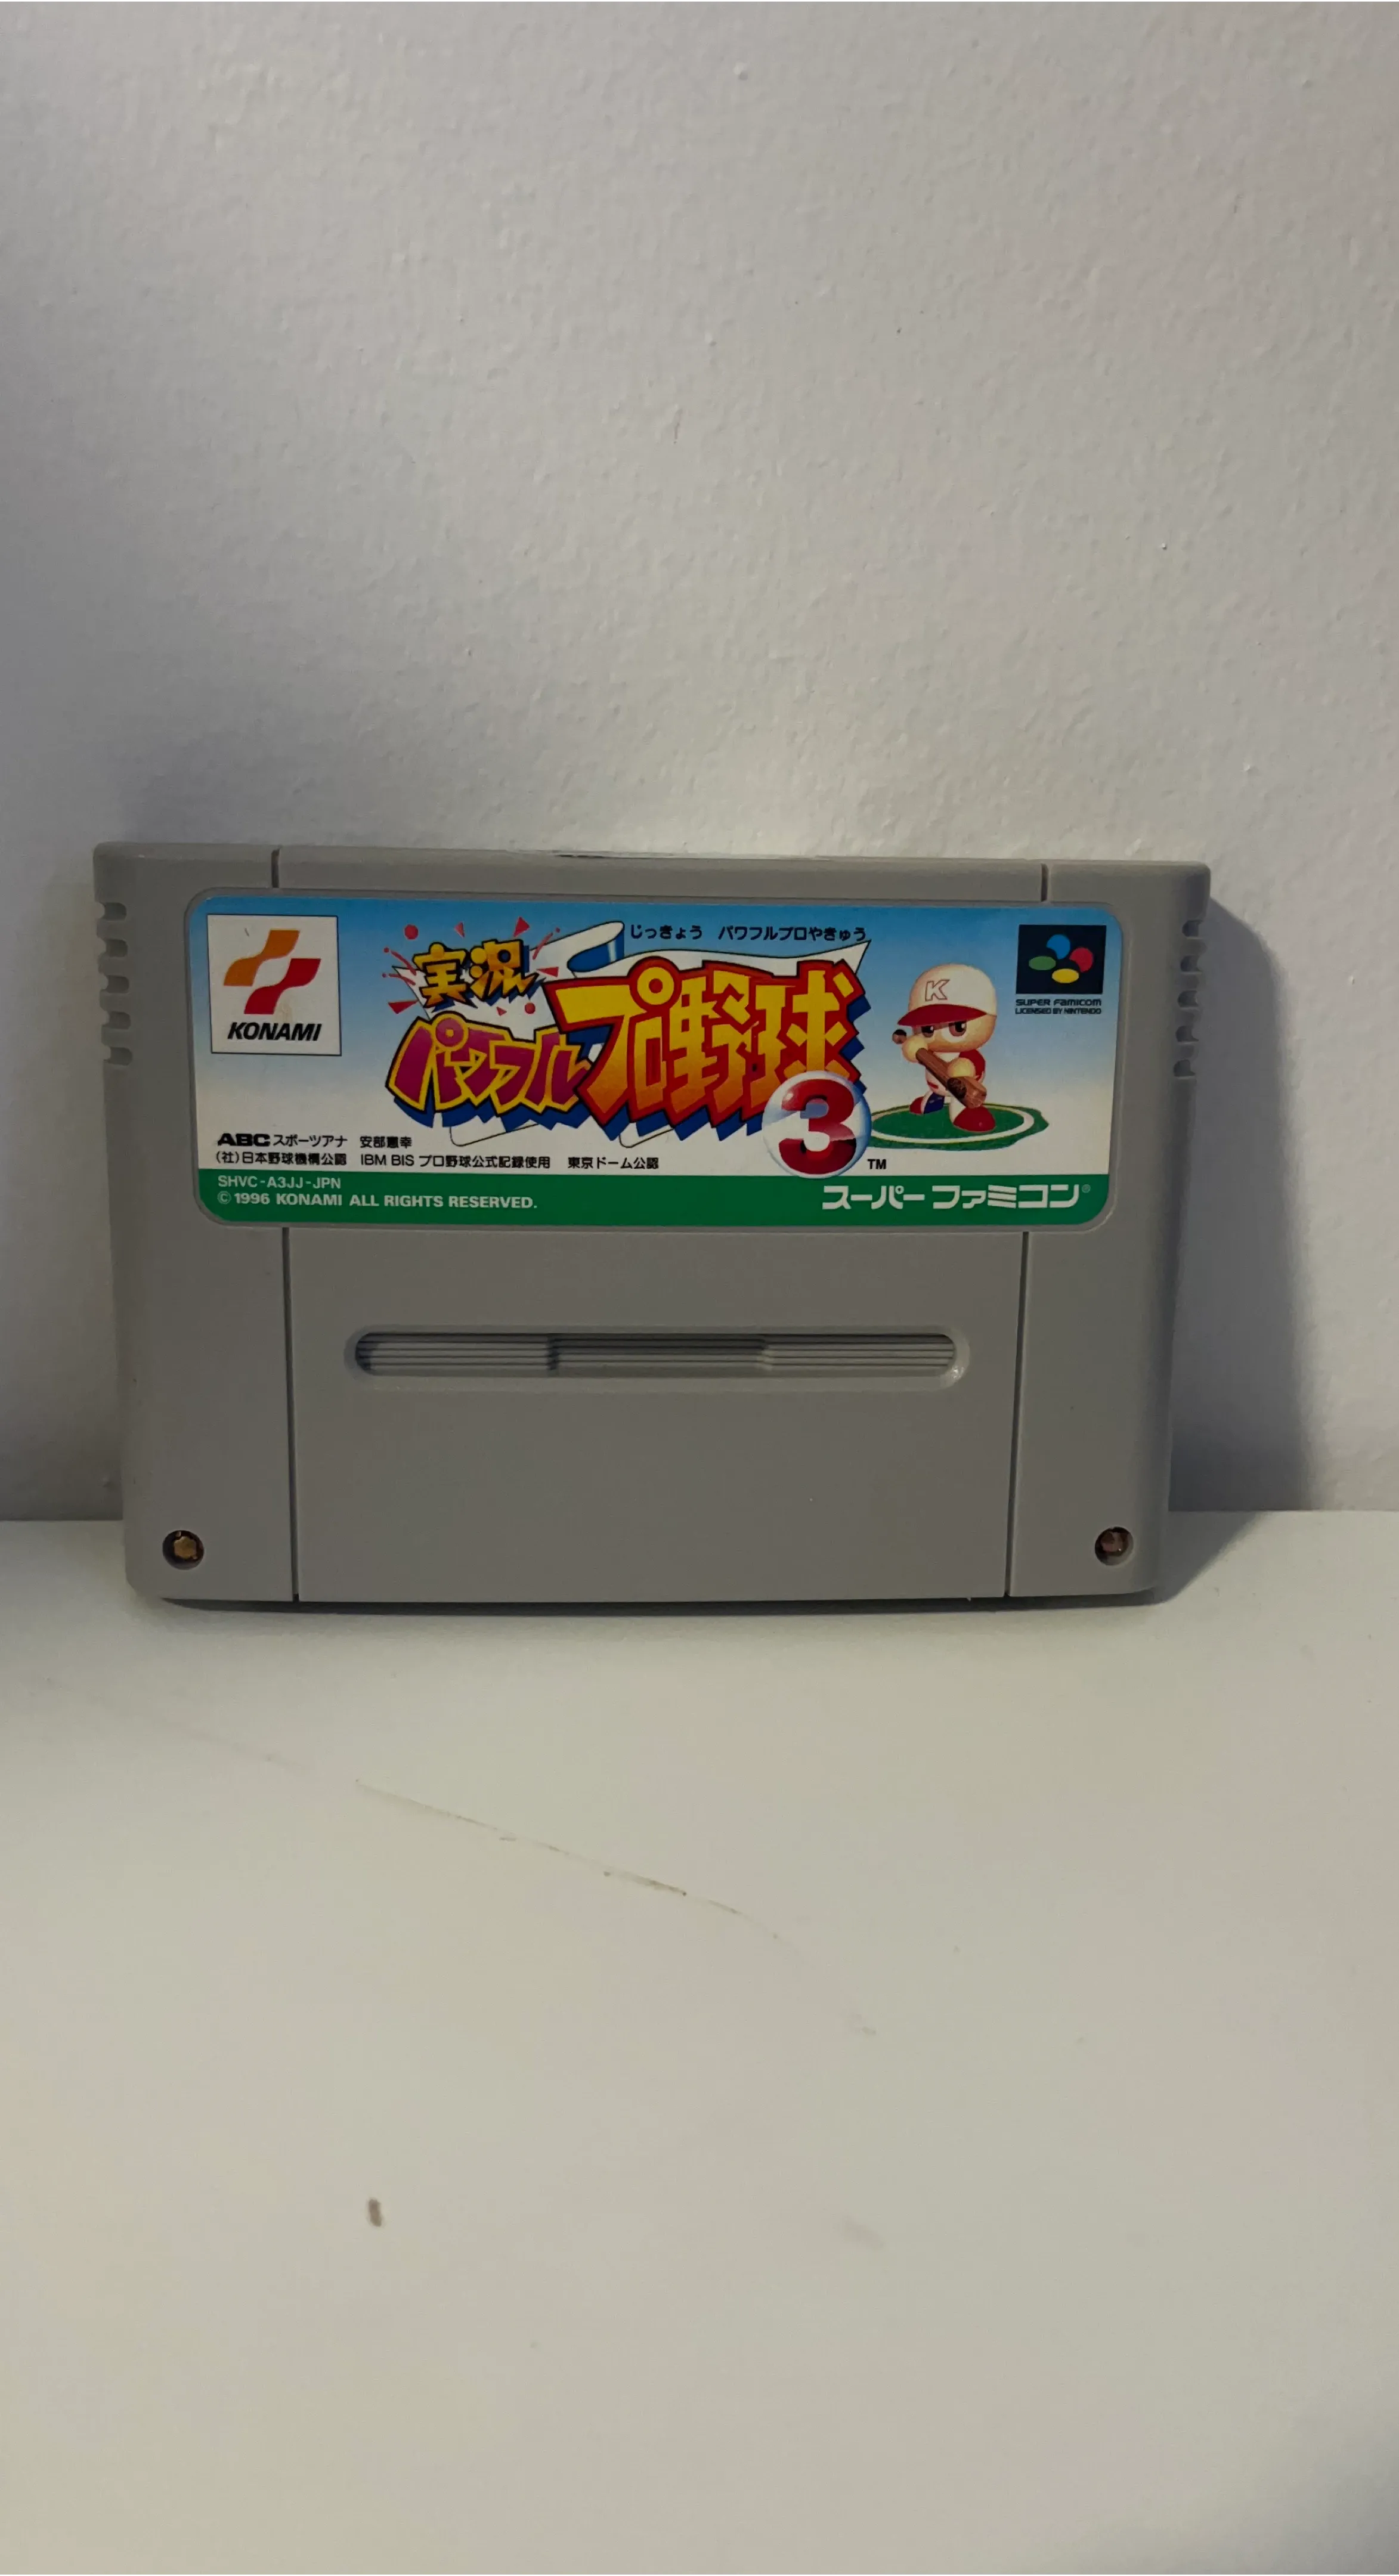 KONAMI
じっきょう パワフルプロやきゅう
実況
パワフルプロ野球
3
TM
K
SUPER FAMICOM
LICENSED BY NINTENDO
ABCスポーツアナ 安部憲幸
(社)日本野球機構公認 IBM BIS プロ野球公式記録使用 東京ドーム公認
SHVC-A3JJ-JPN
©1996 KONAMI ALL RIGHTS RESERVED.
スーパーファミコン®